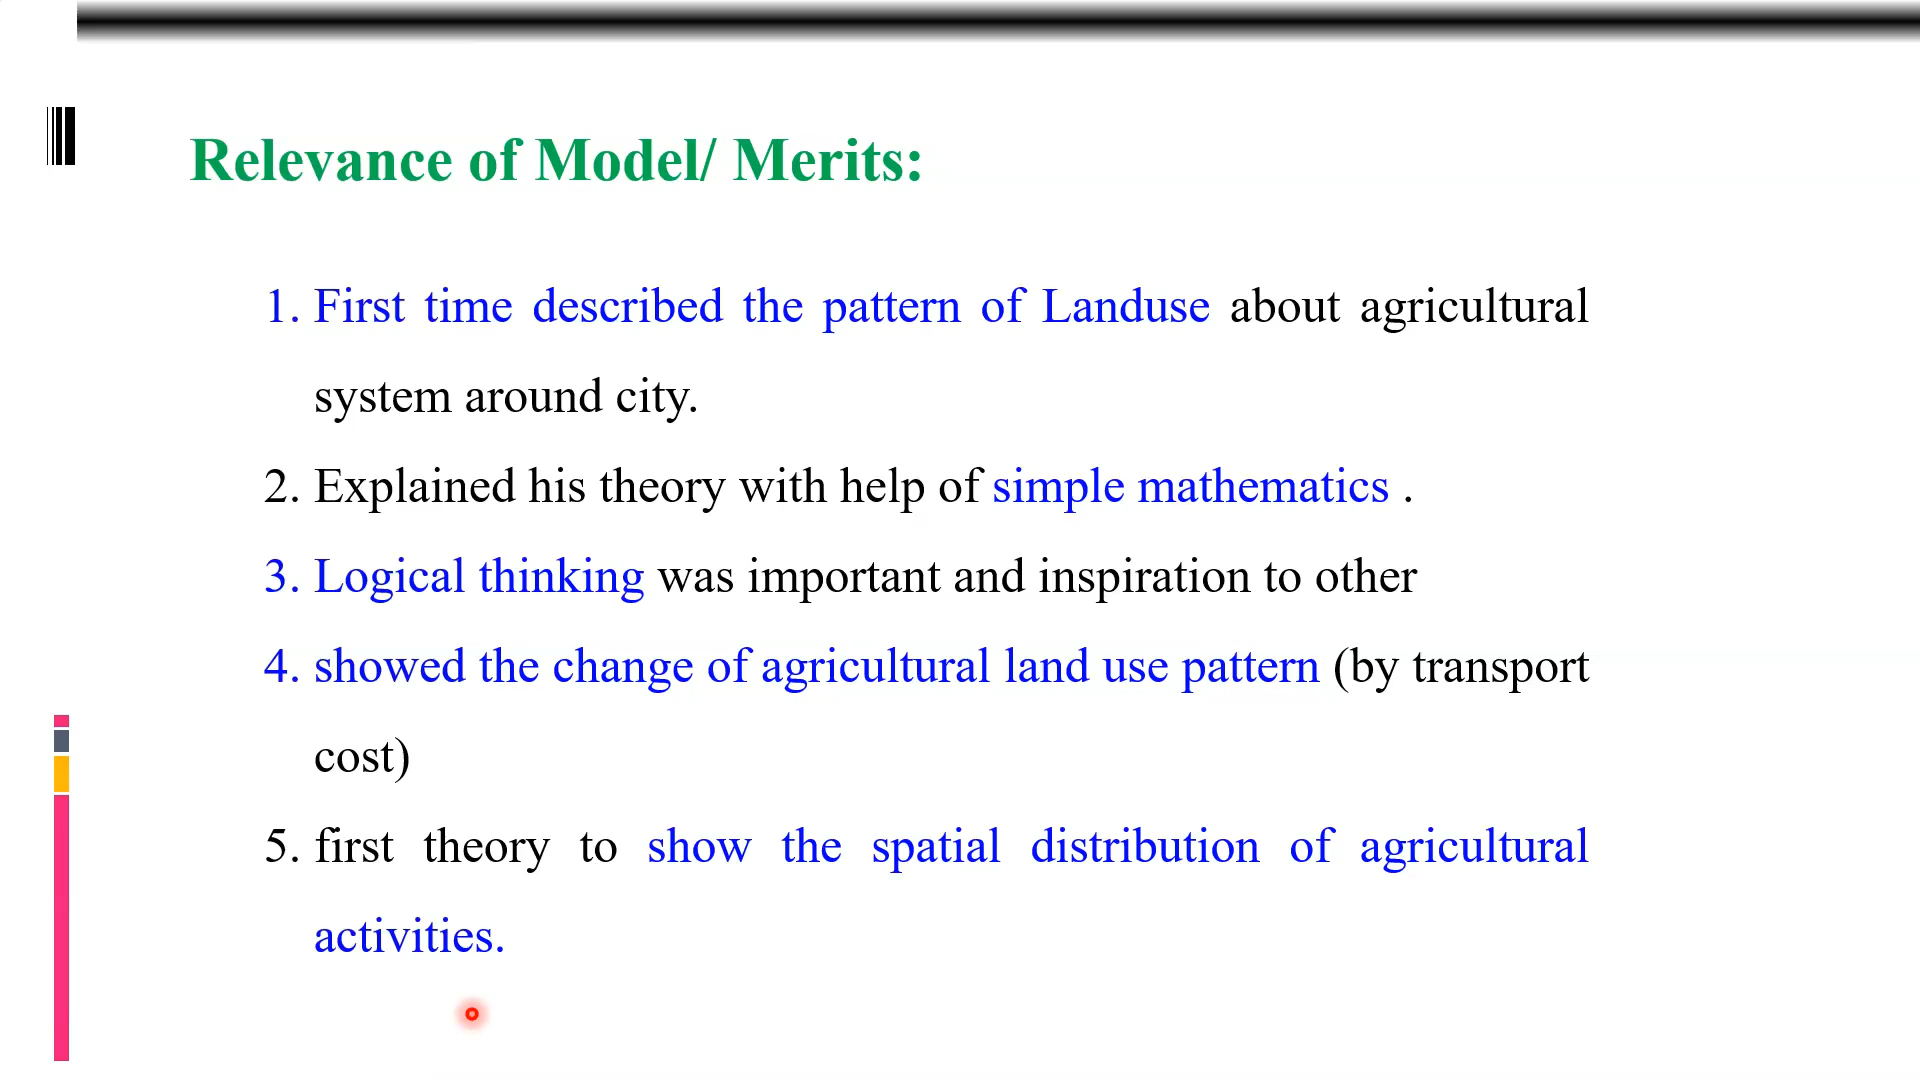 Relevance of Model/ Merits:
1. First time described the pattern of Landuse about agricultural
system around city.
2. Explained his theory with help of simple mathematics .
3. Logical thinking was important and inspiration to other
4. showed the change of agricultural land use pattern (by transport
cost)
5. first theory to show the spatial distribution of agricultural
activities.